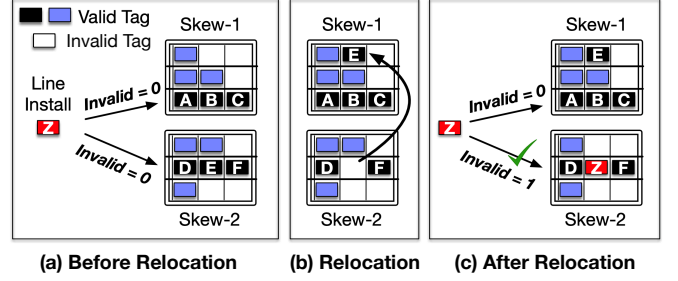 Valid Tag
Invalid Tag
Line
Install
Z
Invalid = 0
Invalid = 0
Skew-1
A B C
D E F
Skew-2
Skew-1
E
A B C
D F
Skew-2
Z
Invalid = 0
Invalid = 1
Skew-1
E
A B C
D Z F
Skew-2
(a) Before Relocation
(b) Relocation
(c) After Relocation